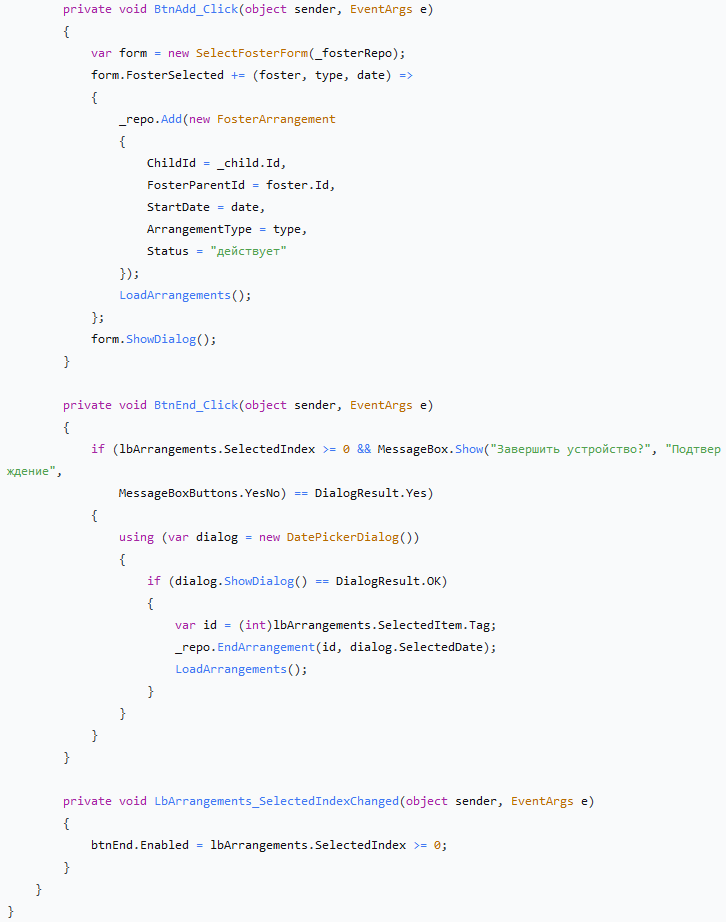 private void BtnAdd_Click(object sender, EventArgs e)
        {
            var form = new SelectFosterForm(_fosterRepo);
            form.FosterSelected += (foster, type, date) =>
            {
                _repo.Add(new FosterArrangement
                {
                    ChildId = _child.Id,
                    FosterParentId = foster.Id,
                    StartDate = date,
                    ArrangementType = type,
                    Status = "действует"
                });
                LoadArrangements();
            };
            form.ShowDialog();
        }

        private void BtnEnd_Click(object sender, EventArgs e)
        {
            if (lbArrangements.SelectedIndex >= 0 && MessageBox.Show("Завершить устройство?", "Подтвер
ждение",
                MessageBoxButtons.YesNo) == DialogResult.Yes)
            {
                using (var dialog = new DatePickerDialog())
                {
                    if (dialog.ShowDialog() == DialogResult.OK)
                    {
                        var id = (int)lbArrangements.SelectedItem.Tag;
                        _repo.EndArrangement(id, dialog.SelectedDate);
                        LoadArrangements();
                    }
                }
            }
        }

        private void LbArrangements_SelectedIndexChanged(object sender, EventArgs e)
        {
            btnEnd.Enabled = lbArrangements.SelectedIndex >= 0;
        }
    }
}